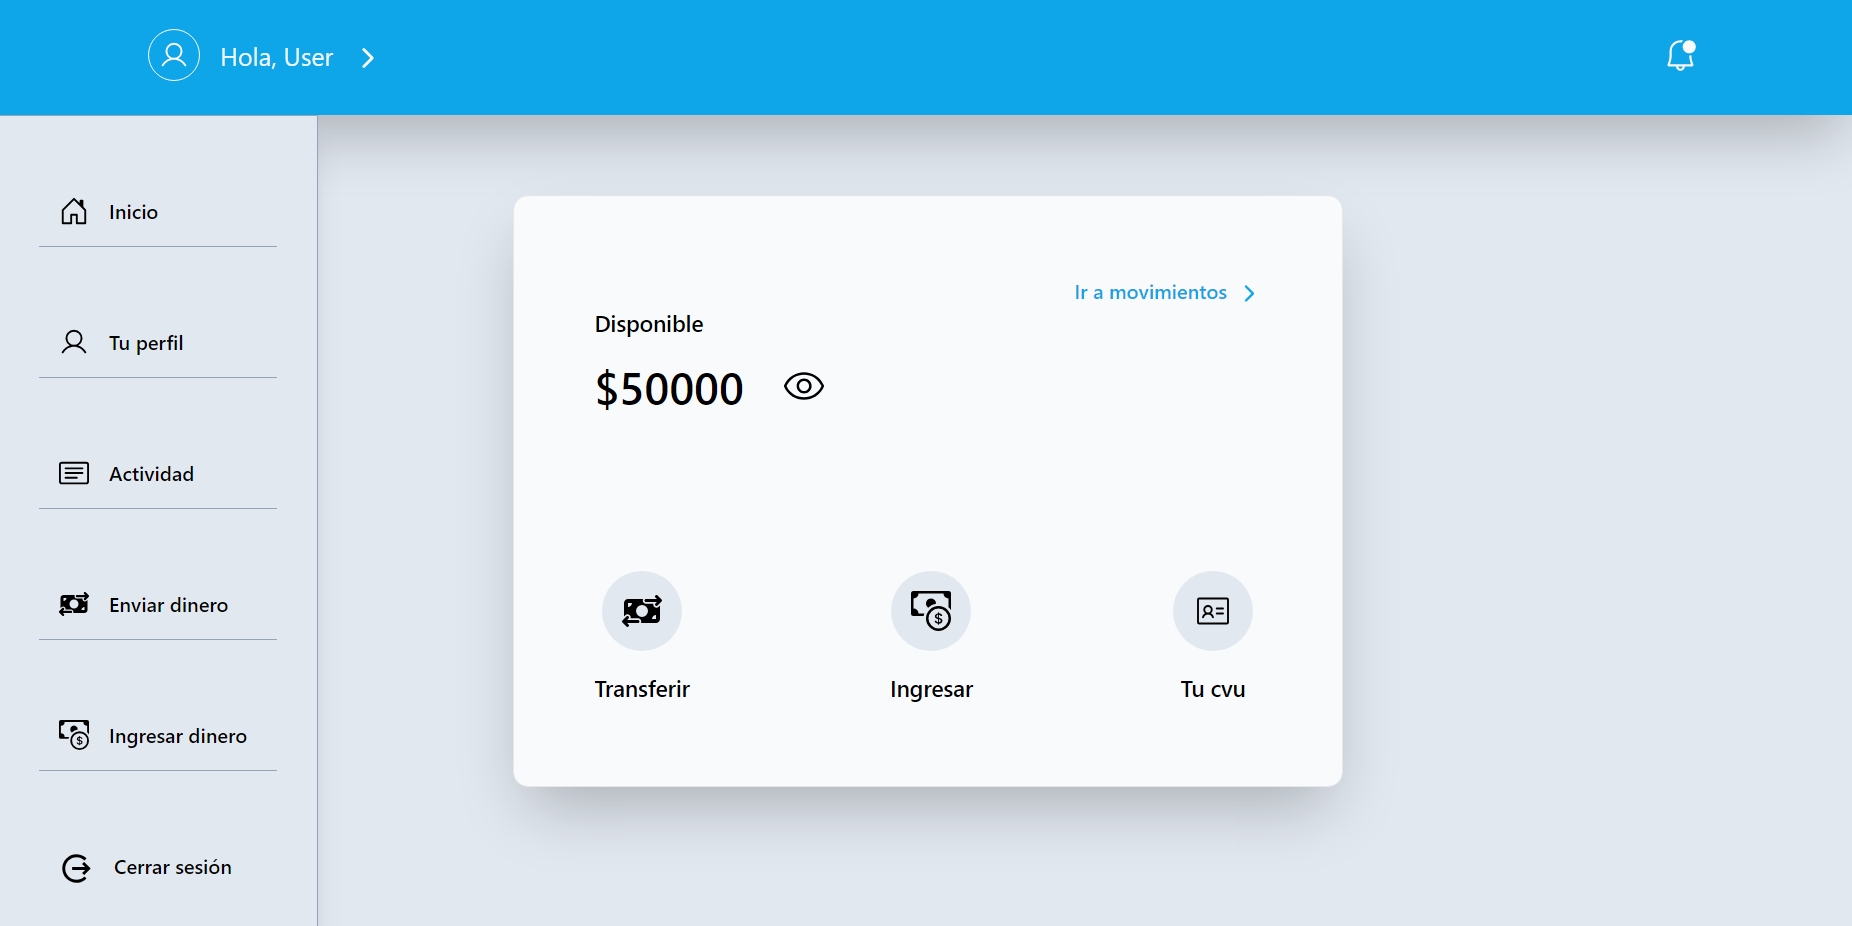 Hola, User
Inicio
Tu perfil
Actividad
Enviar dinero
Ingresar dinero
Cerrar sesión
Ir a movimientos
Disponible
$50000
Transferir
Ingresar
Tu cvu